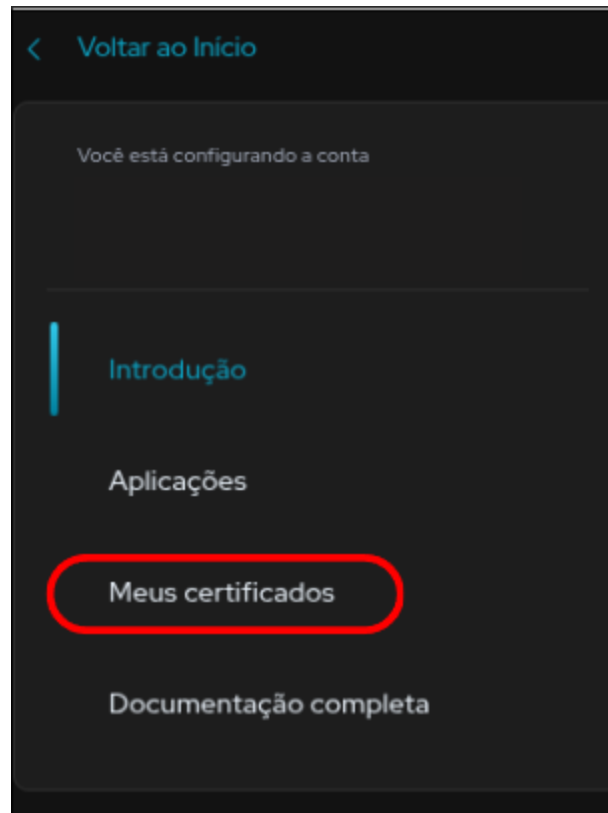 Voltar ao Início
Você está configurando a conta
Introdução
Aplicações
Meus certificados
Documentação completa